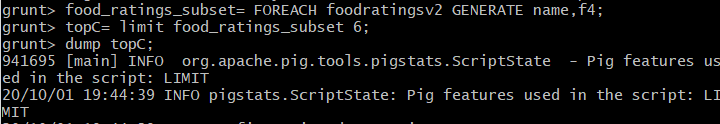 grunt> food_ratings_subset= FOREACH foodratingsv2 GENERATE name,f4;
grunt> topC= limit food_ratings_subset 6;
grunt> dump topC;
941695 [main] INFO  org.apache.pig.tools.pigstats.ScriptState  - Pig features us
ed in the script: LIMIT
20/10/01 19:44:39 INFO pigstats.ScriptState: Pig features used in the script: LI
MIT